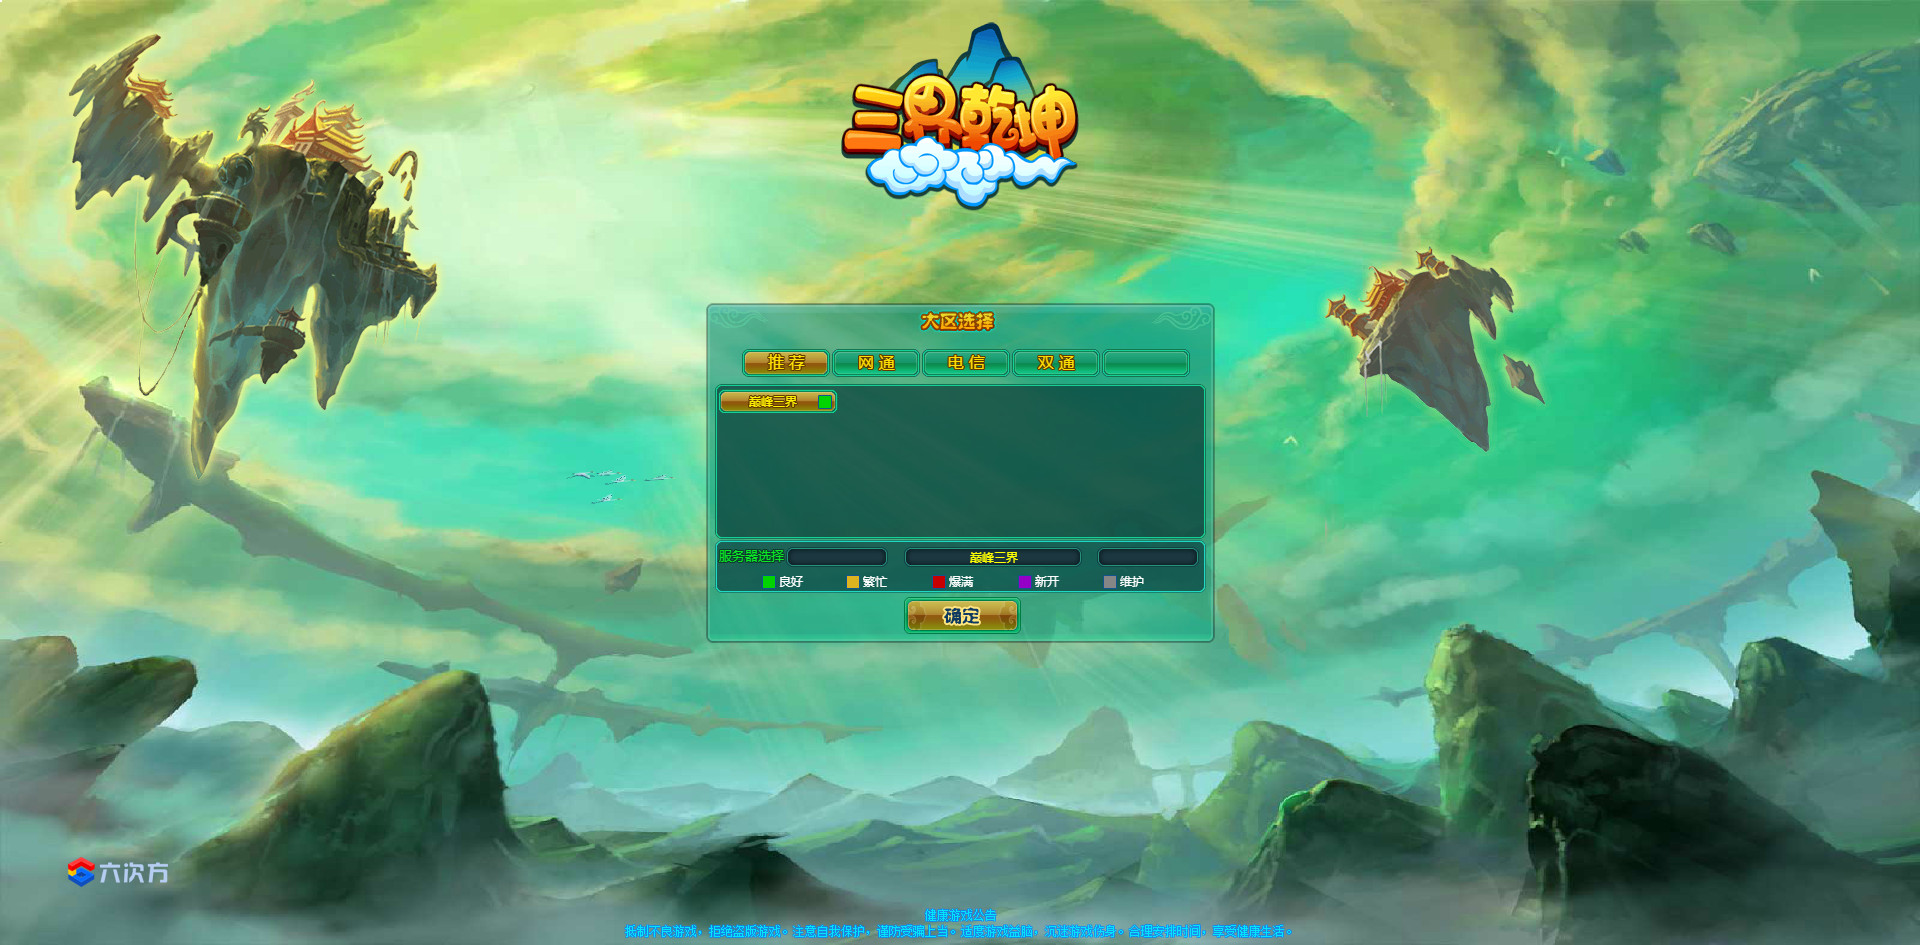 三界乾坤
大区选择
推荐 网通 电信 双通
巅峰三界
服务器选择 巅峰三界
良好 繁忙 爆满 新开 维护
确定
六次方
健康游戏公告
抵制不良游戏，拒绝盗版游戏。注意自我保护，谨防受骗上当。适度游戏益脑，沉迷游戏伤身。合理安排时间，享受健康生活。